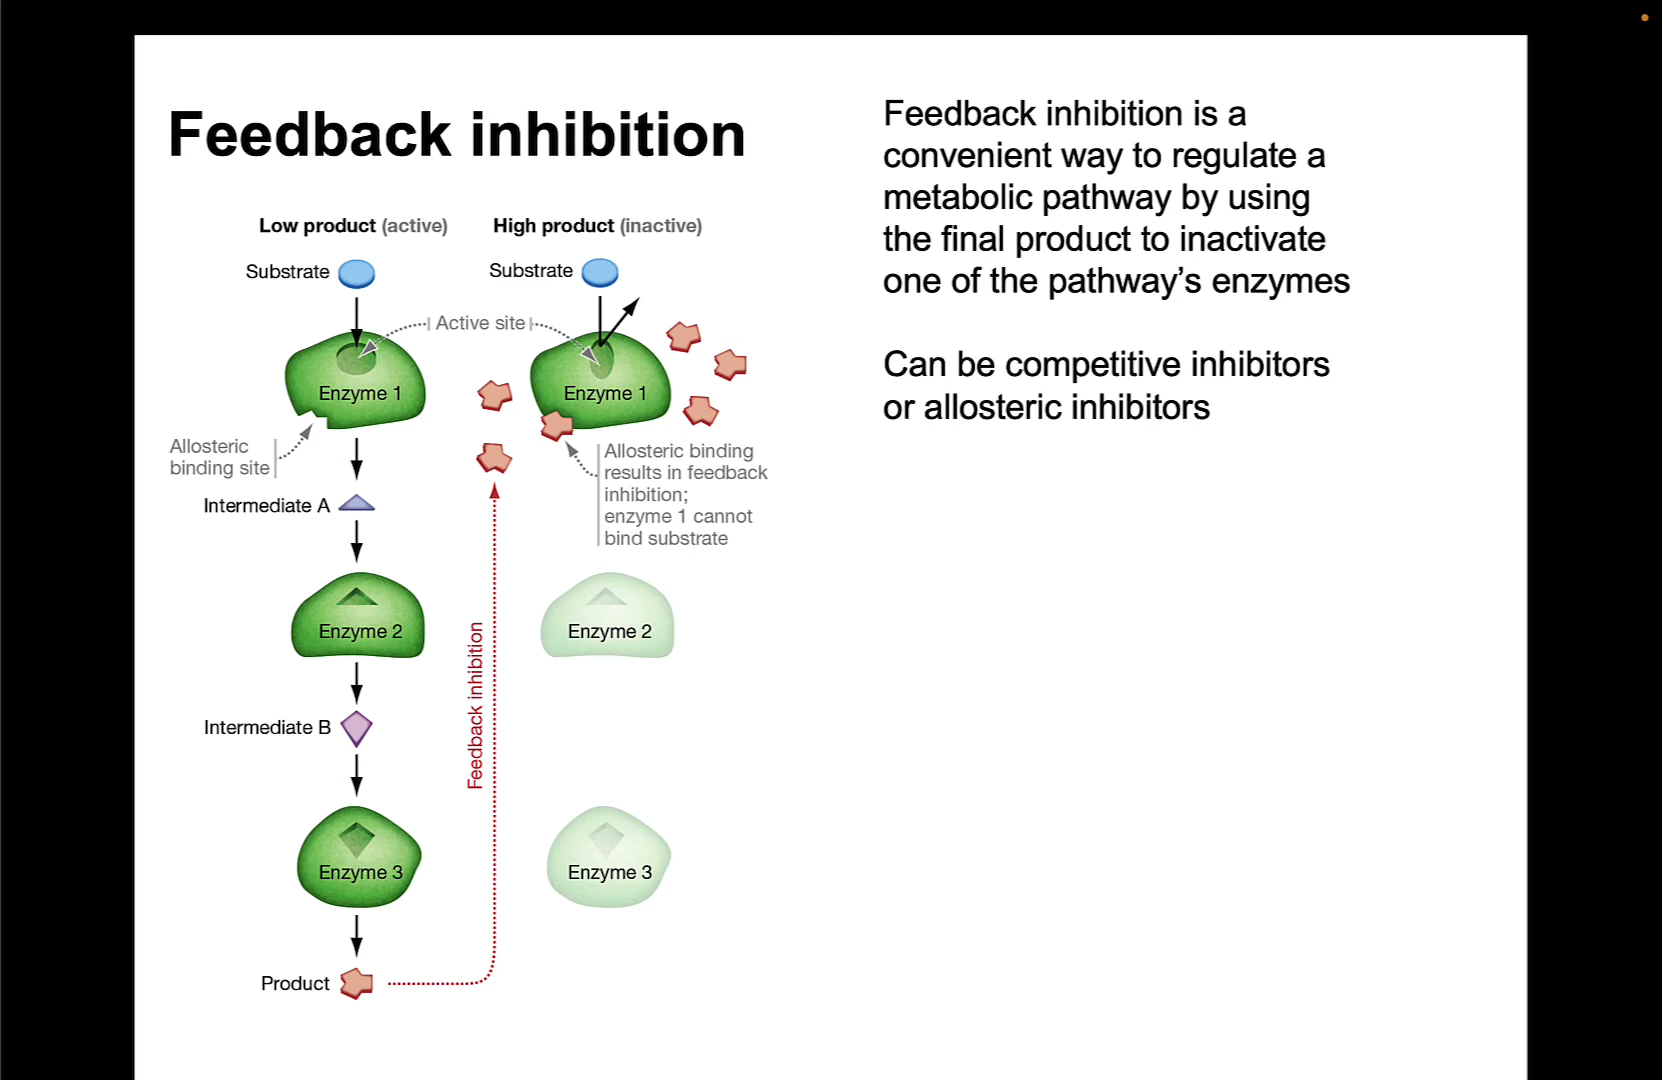 Feedback inhibition
Low product (active)
High product (inactive)
Substrate
Substrate
Active site
Enzyme 1
Enzyme 1
Allosteric
binding site
Allosteric binding
results in feedback
inhibition;
enzyme 1 cannot
bind substrate
Intermediate A
Enzyme 2
Enzyme 2
Feedback inhibition
Intermediate B
Enzyme 3
Enzyme 3
Product
Feedback inhibition is a
convenient way to regulate a
metabolic pathway by using
the final product to inactivate
one of the pathway’s enzymes
Can be competitive inhibitors
or allosteric inhibitors